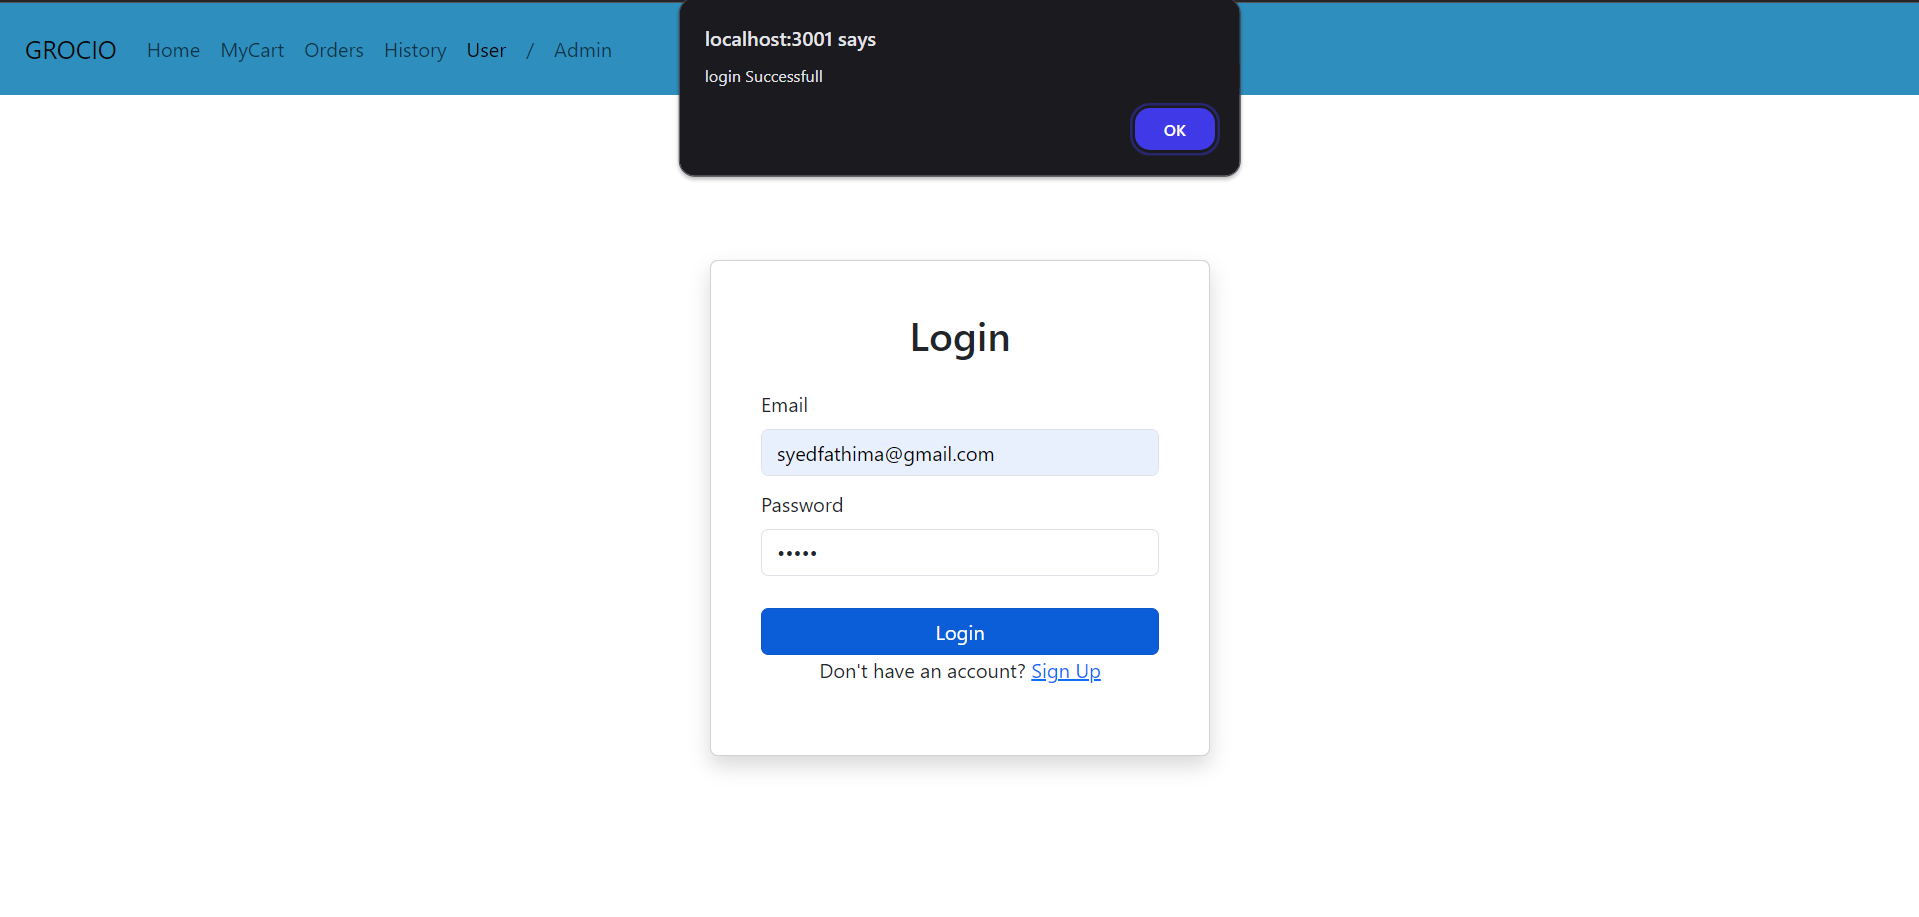 GROCIO Home MyCart Orders History User / Admin
localhost:3001 says
login Successfull
OK
Login
Email
syedfathima@gmail.com
Password
•••••
Login
Don't have an account? Sign Up